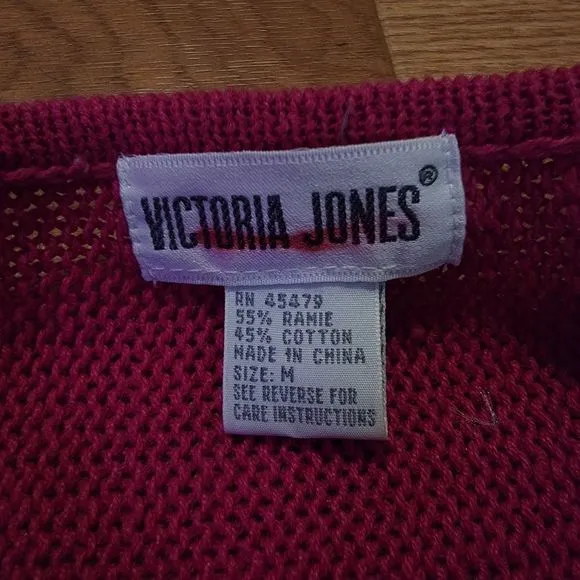 VICTORIA JONES®
RN 45479
55% RAMIE
45% COTTON
MADE IN CHINA
SIZE: M
SEE REVERSE FOR
CARE INSTRUCTIONS